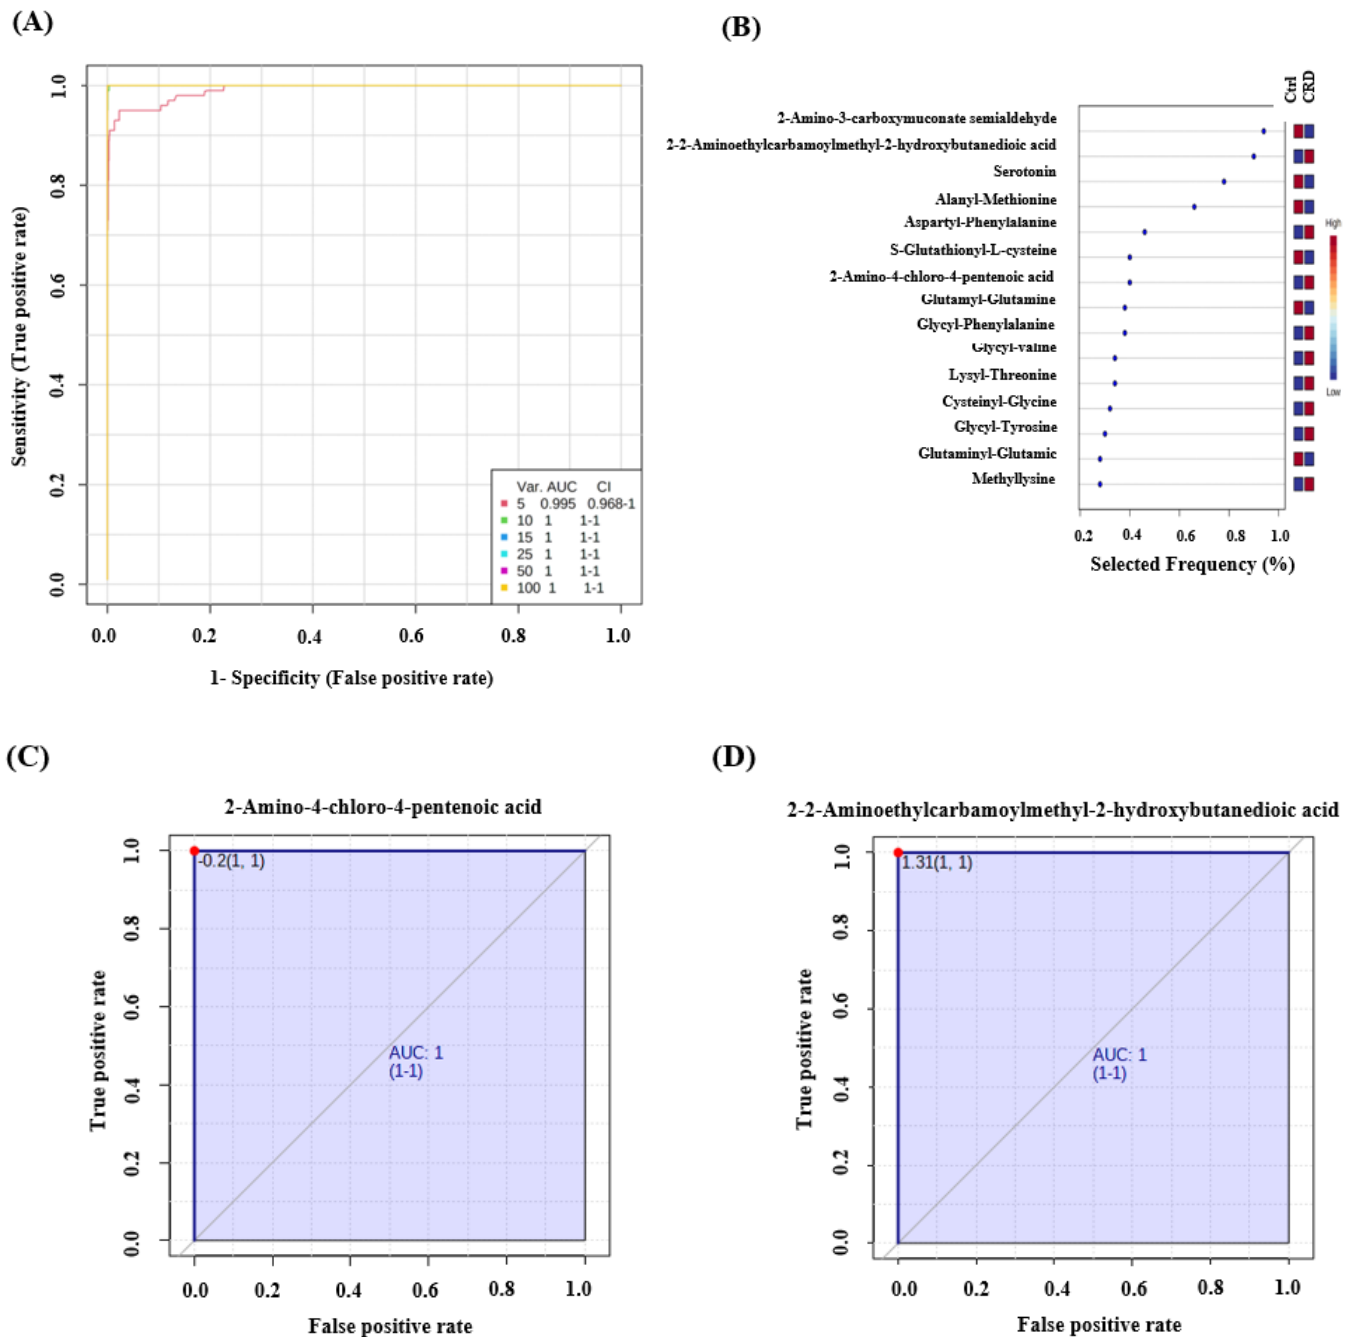 (A)
Sensitivity (True positive rate)
1.0
0.8
0.6
0.4
0.2
0.0
Var. AUC CI
5 0.995 0.968-1
10 1 1-1
15 1 1-1
25 1 1-1
50 1 1-1
100 1 1-1
0.0 0.2 0.4 0.6 0.8 1.0
1- Specificity (False positive rate)
(B)
Ctrl
CRD
2-Amino-3-carboxymuconate semialdehyde
2-2-Aminoethylcarbamoylmethyl-2-hydroxybutanedioic acid
Serotonin
Alanyl-Methionine
Aspartyl-Phenylalanine
S-Glutathionyl-L-cysteine
2-Amino-4-chloro-4-pentenoic acid
Glutamyl-Glutamine
Glycyl-Phenylalanine
Glycyl-Valine
Lysyl-Threonine
Cysteinyl-Glycine
Glycyl-Tyrosine
Glutaminyl-Glutamic
Methyllysine
High
Low
0.2 0.4 0.6 0.8 1.0
Selected Frequency (%)
(C)
2-Amino-4-chloro-4-pentenoic acid
True positive rate
1.0
0.8
0.6
0.4
0.2
0.0
-0.2(1, 1)
AUC: 1
(1-1)
0.0 0.2 0.4 0.6 0.8 1.0
False positive rate
(D)
2-2-Aminoethylcarbamoylmethyl-2-hydroxybutanedioic acid
True positive rate
1.0
0.8
0.6
0.4
0.2
0.0
1.31(1, 1)
AUC: 1
(1-1)
0.0 0.2 0.4 0.6 0.8 1.0
False positive rate